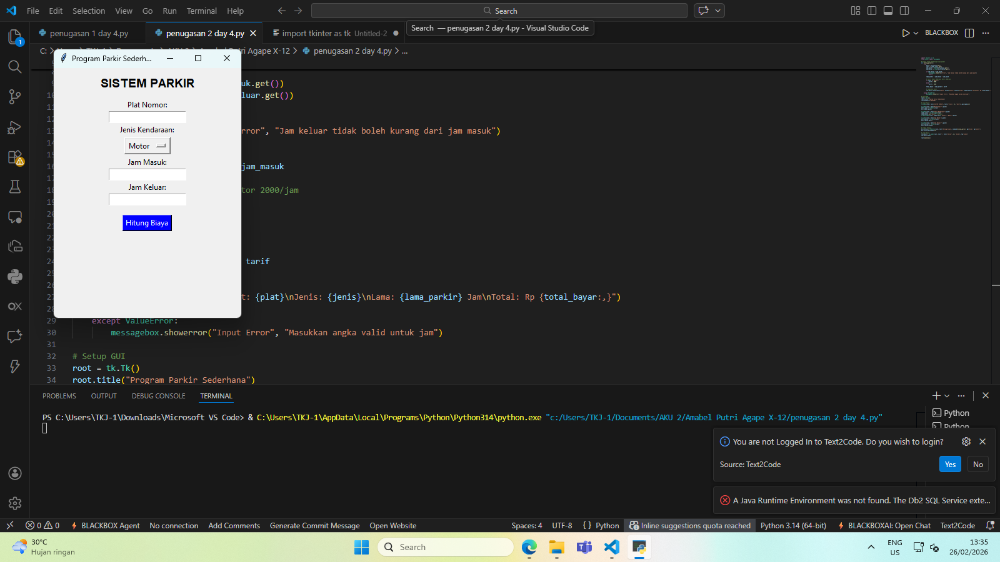 File Edit Selection View Go Run Terminal Help
Search
penugasan 1 day 4.py
penugasan 2 day 4.py
import tkinter as tk Untitled-2
Search — penugasan 2 day 4.py - Visual Studio Code
BLACKBOX
1
Program Parkir Sederh...
Putri Agape X-12 > penugasan 2 day 4.py > ...
SISTEM PARKIR
Plat Nomor:
Jenis Kendaraan:
Motor
Jam Masuk:
Jam Keluar:
Hitung Biaya
uk.get())
luar.get())
rror", "Jam keluar tidak boleh kurang dari jam masuk")
jam_masuk
tor 2000/jam
tarif
t: {plat}\nJenis: {jenis}\nLama: {lama_parkir} Jam\nTotal: Rp {total_bayar:,}")
29 except ValueError:
30 messagebox.showerror("Input Error", "Masukkan angka valid untuk jam")
31
32 # Setup GUI
33 root = tk.Tk()
34 root.title("Program Parkir Sederhana")
PROBLEMS OUTPUT DEBUG CONSOLE TERMINAL
PS C:\Users\TKJ-1\Downloads\Microsoft VS Code> & C:\Users\TKJ-1\AppData\Local\Programs\Python\Python314\python.exe "c:/Users/TKJ-1/Documents/AKU 2/Amabel Putri Agape X-12/penugasan 2 day 4.py"
Python
Python
You are not Logged In to Text2Code. Do you wish to login?
Source: Text2Code
Yes
No
A Java Runtime Environment was not found. The Db2 SQL Service exte...
0 0 BLACKBOX Agent No connection Add Comments Generate Commit Message Open Website
Spaces: 4 UTF-8 { } Python Inline suggestions quota reached Python 3.14 (64-bit) BLACKBOXAI: Open Chat Text2Code
30°C
Hujan ringan
Search
ENG
US
13:35
26/02/2026